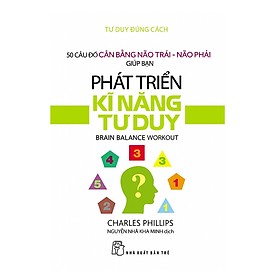 TƯ DUY ĐÚNG CÁCH
50 CÂU ĐỐ CÂN BẰNG NÃO TRÁI - NÃO PHẢI
GIÚP BẠN
PHÁT TRIỂN
KĨ NĂNG
TƯ DUY
BRAIN BALANCE WORKOUT
4
3
3
5
1
2
1
CHARLES PHILLIPS
NGUYỄN NHÃ KHA MINH dịch
NHÀ XUẤT BẢN TRẺ